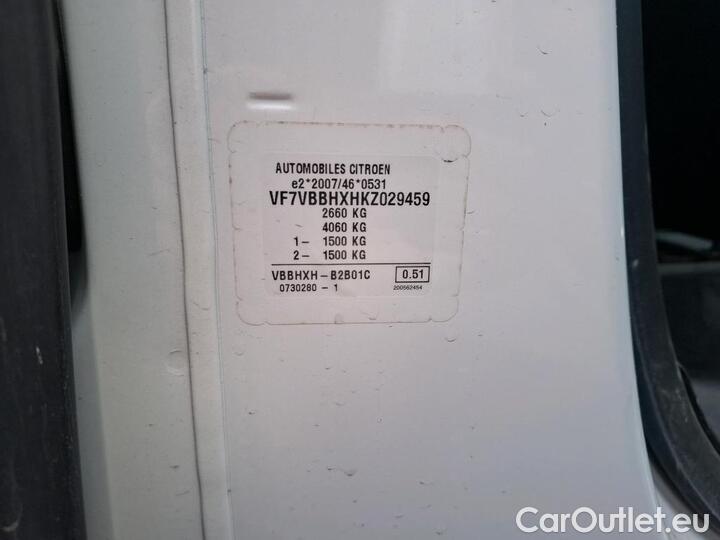 AUTOMOBILES CITROEN
e2*2007/46*0531
VF7VBBHXHKZ029459
2660 KG
4060 KG
1– 1500 KG
2– 1500 KG
VBBHXH–B2B01C 0.51
0730280–1 200562454
CarOutlet.eu